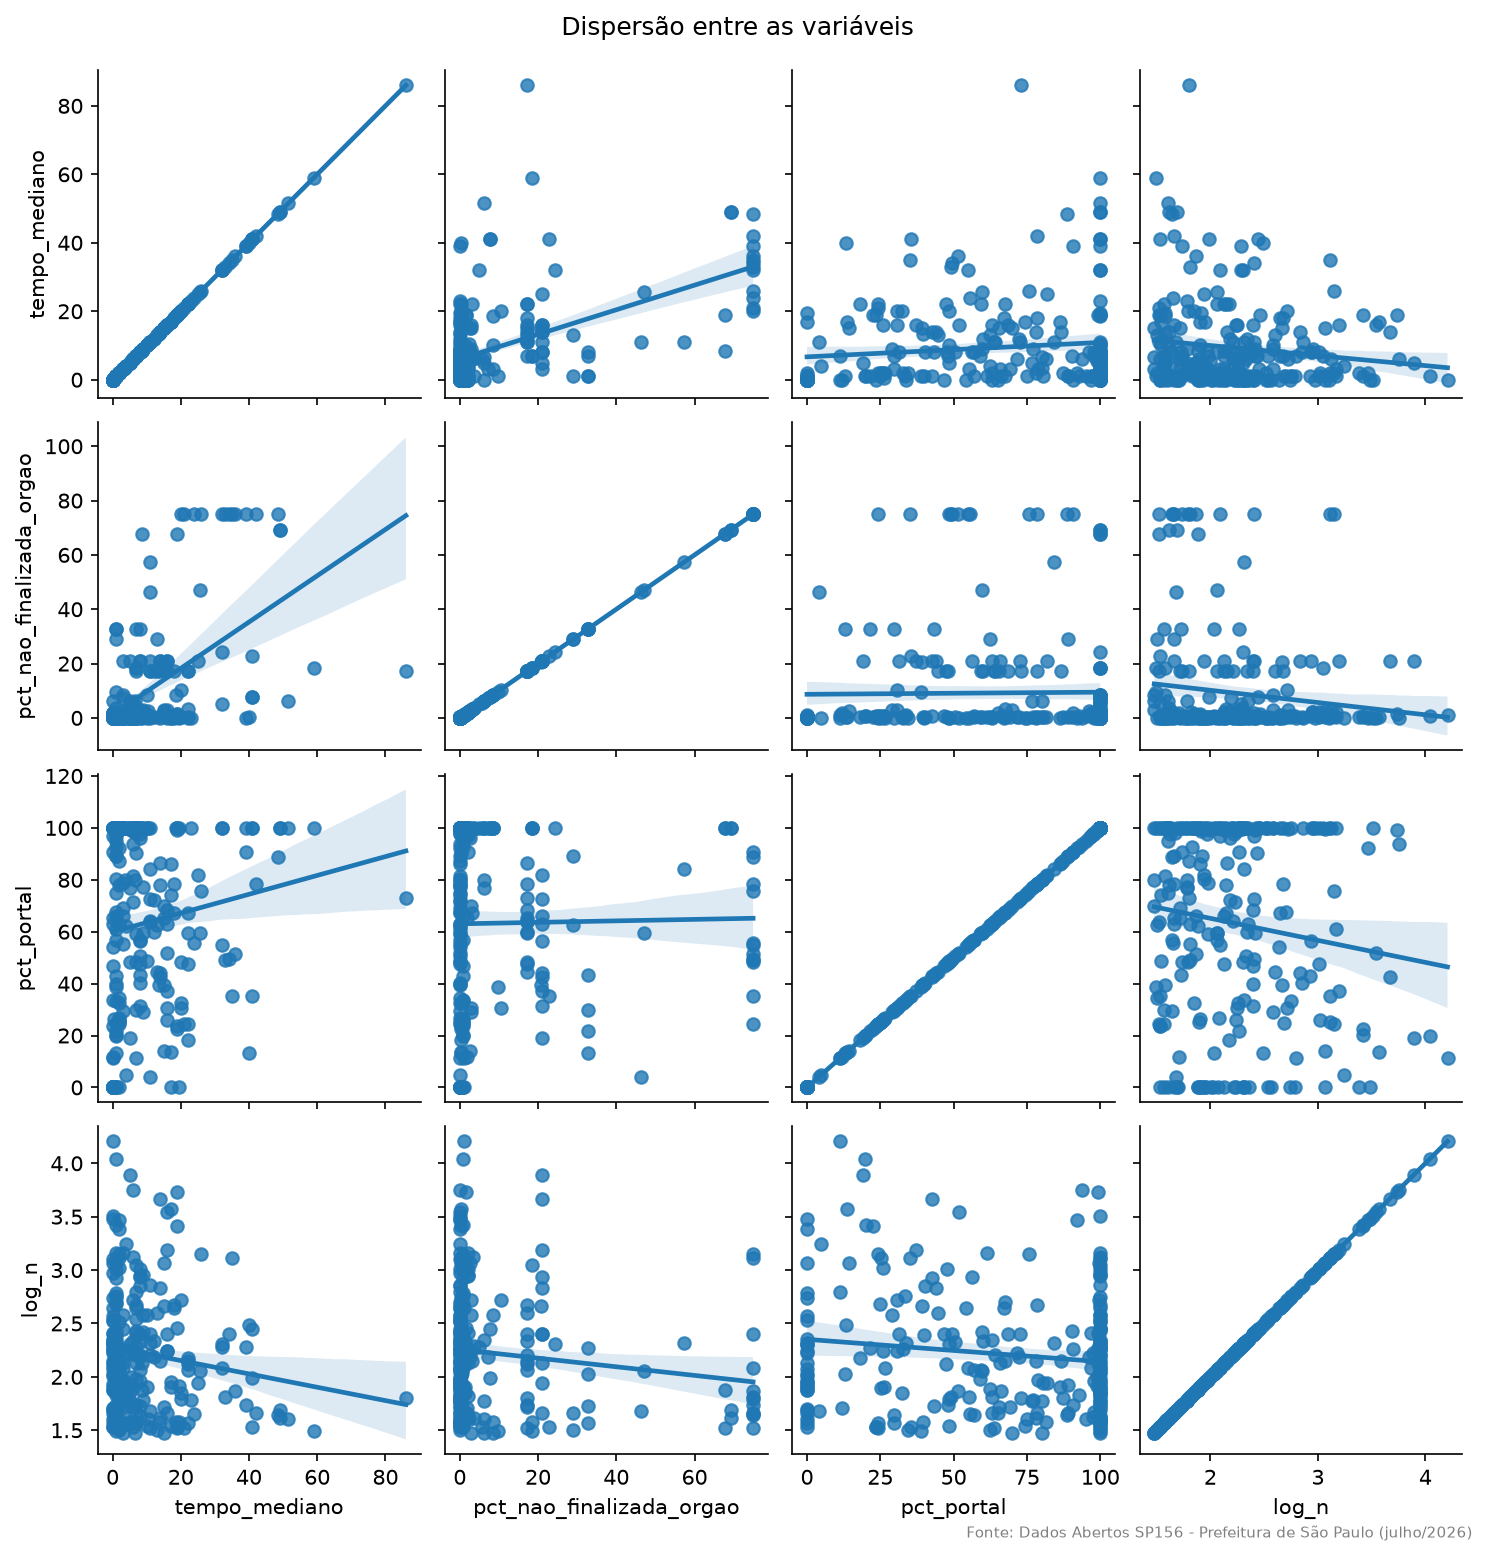 Dispersão entre as variáveis
tempo_mediano
80
60
40
20
0
pct_nao_finalizada_orgao
100
80
60
40
20
0
pct_portal
120
100
80
60
40
20
0
log_n
4.0
3.5
3.0
2.5
2.0
1.5
0 20 40 60 80
0 20 40 60
0 25 50 75 100
2 3 4
tempo_mediano
pct_nao_finalizada_orgao
pct_portal
log_n
Fonte: Dados Abertos SP156 - Prefeitura de São Paulo (julho/2026)